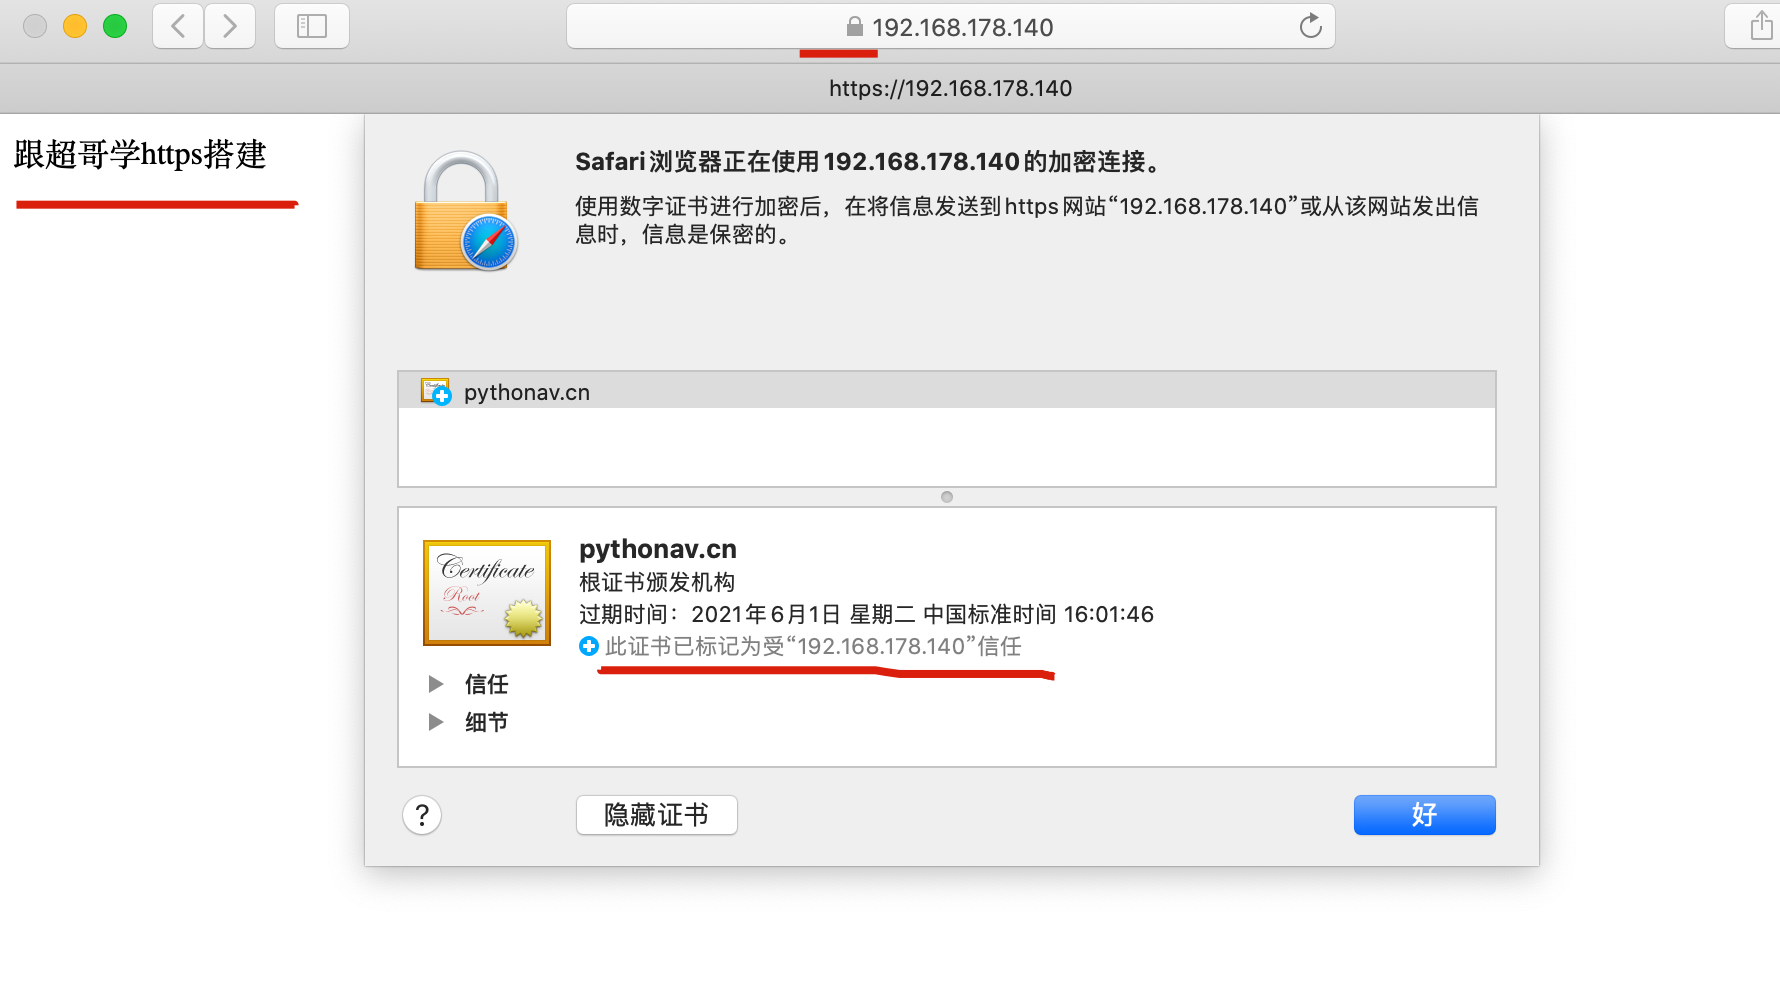 192.168.178.140
https://192.168.178.140
跟超哥学https搭建
Safari 浏览器正在使用192.168.178.140的加密连接。
使用数字证书进行加密后，在将信息发送到https 网站“192.168.178.140”或从该网站发出信
息时，信息是保密的。
pythonav.cn
Certificate
Root
pythonav.cn
根证书颁发机构
过期时间：2021年6月1日 星期二 中国标准时间 16:01:46
此证书已标记为受“192.168.178.140”信任
信任
细节
?
隐藏证书
好